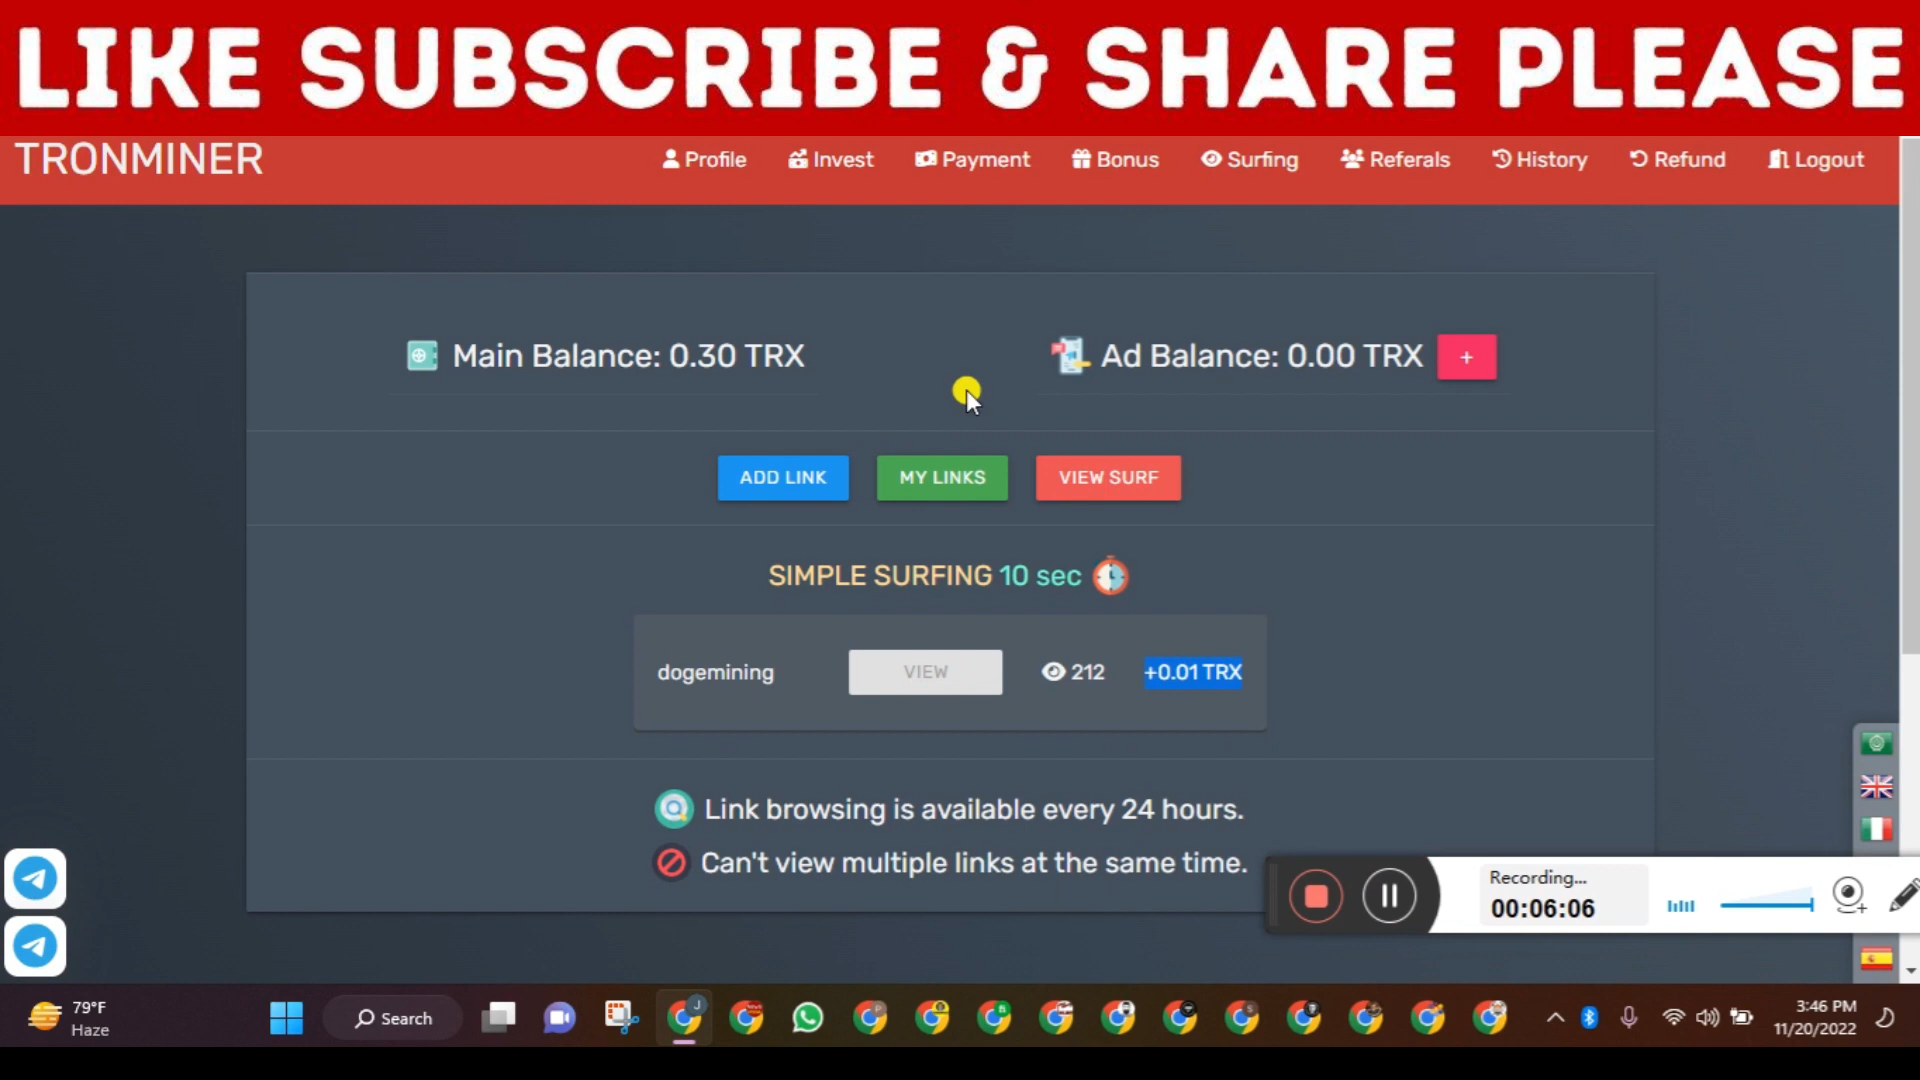 LIKE SUBSCRIBE & SHARE PLEASE
TRONMINER
Profile Invest Payment Bonus Surfing Referrals History Refund Logout
Main Balance: 0.30 TRX
Ad Balance: 0.00 TRX +
ADD LINK MY LINKS VIEW SURF
SIMPLE SURFING 10 sec
dogemining VIEW 212 +0.01 TRX
Link browsing is available every 24 hours.
Can't view multiple links at the same time.
Recording...
00:06:06
79°F
Haze
Search
3:46 PM
11/20/2022